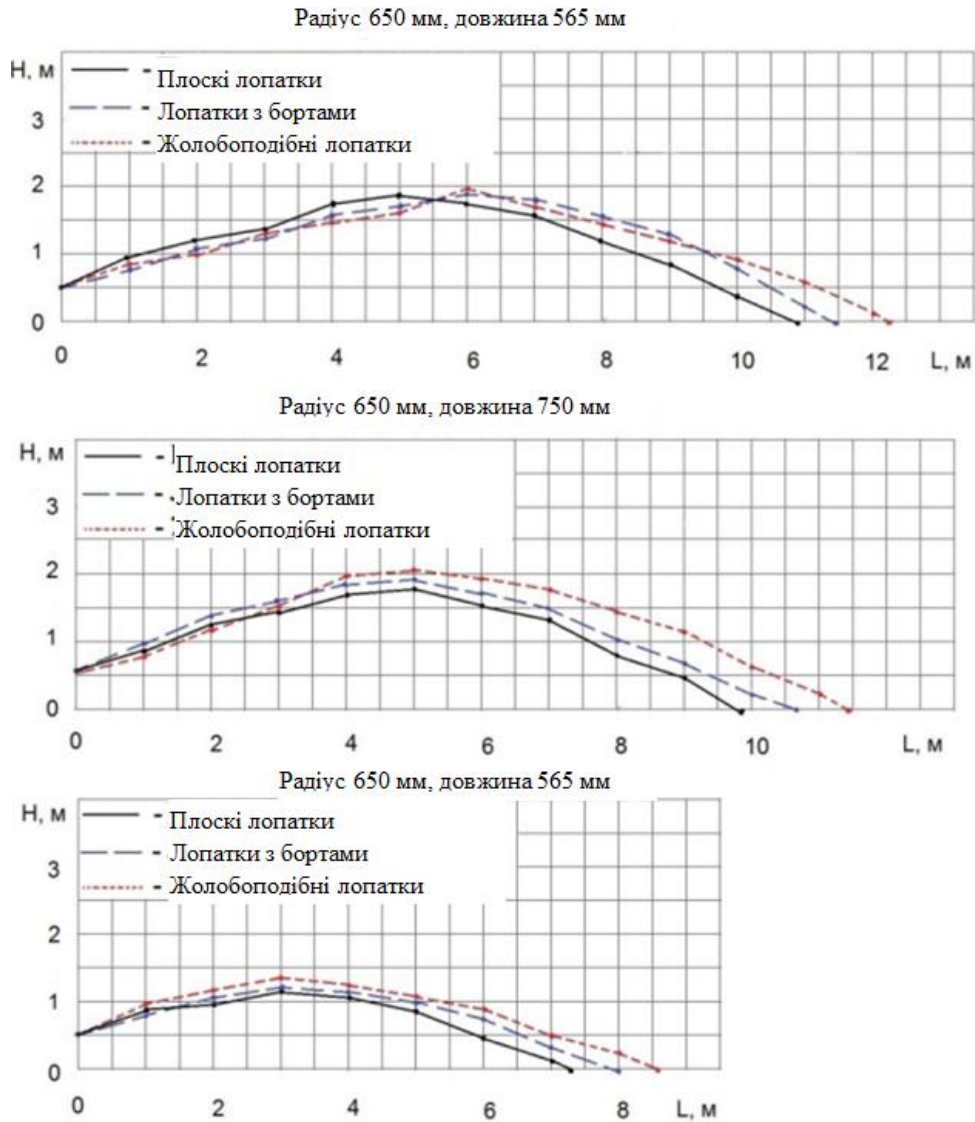 Радіус 650 мм, довжина 565 мм
H, м
Плоскі лопатки
Лопатки з бортами
Жолобоподібні лопатки
3
2
1
0
0 2 4 6 8 10 12 L, м
Радіус 650 мм, довжина 750 мм
H, м
Плоскі лопатки
Лопатки з бортами
Жолобоподібні лопатки
3
2
1
0
0 2 4 6 8 10 L, м
Радіус 650 мм, довжина 565 мм
H, м
Плоскі лопатки
Лопатки з бортами
Жолобоподібні лопатки
3
2
1
0
0 2 4 6 8 L, м